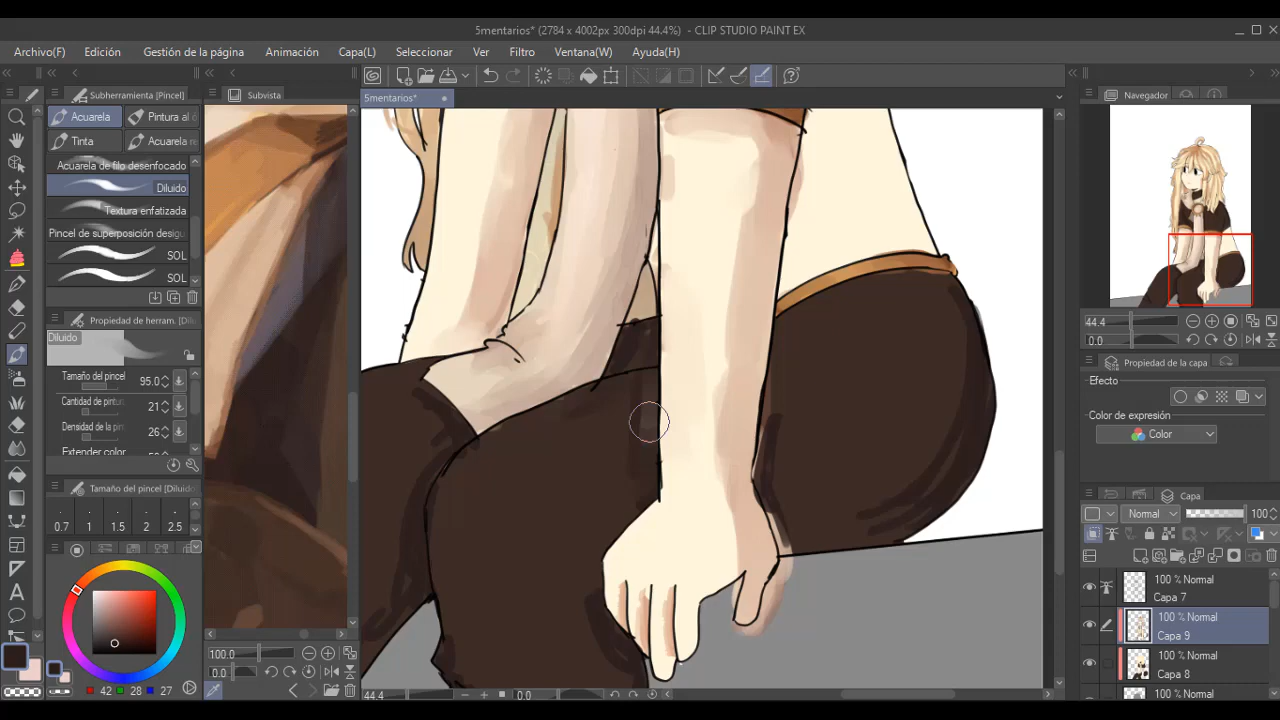 5mentarios* (2784 x 4002px 300dpi 44.4%) - CLIP STUDIO PAINT EX
Archivo(F) Edición Gestión de la página Animación Capa(L) Seleccionar Ver Filtro Ventana(W) Ayuda(H)
Subherramienta [Pincel]
Subvista
5mentarios*
Navegador
Acuarela
Pintura al ó
Tinta
Acuarela re
Acuarela de filo desenfocado
Diluido
Textura enfatizada
Pincel de superposición desigu
SOL
SOL
Propiedad de herram. [Dilu
Diluido
Tamaño del pincel 95.0
Cantidad de pintura 21
Densidad de la pin 26
Extender color
Tamaño del pincel [Diluido
0.7 1 1.5 2 2.5
42 28 27
100.0
0.0
44.4 0.0
44.4
0.0
Propiedad de la capa
Efecto
Color de expresión
Color
Capa
Normal 100
100 % Normal
Capa 7
100 % Normal
Capa 9
100 % Normal
Capa 8
100 % Normal